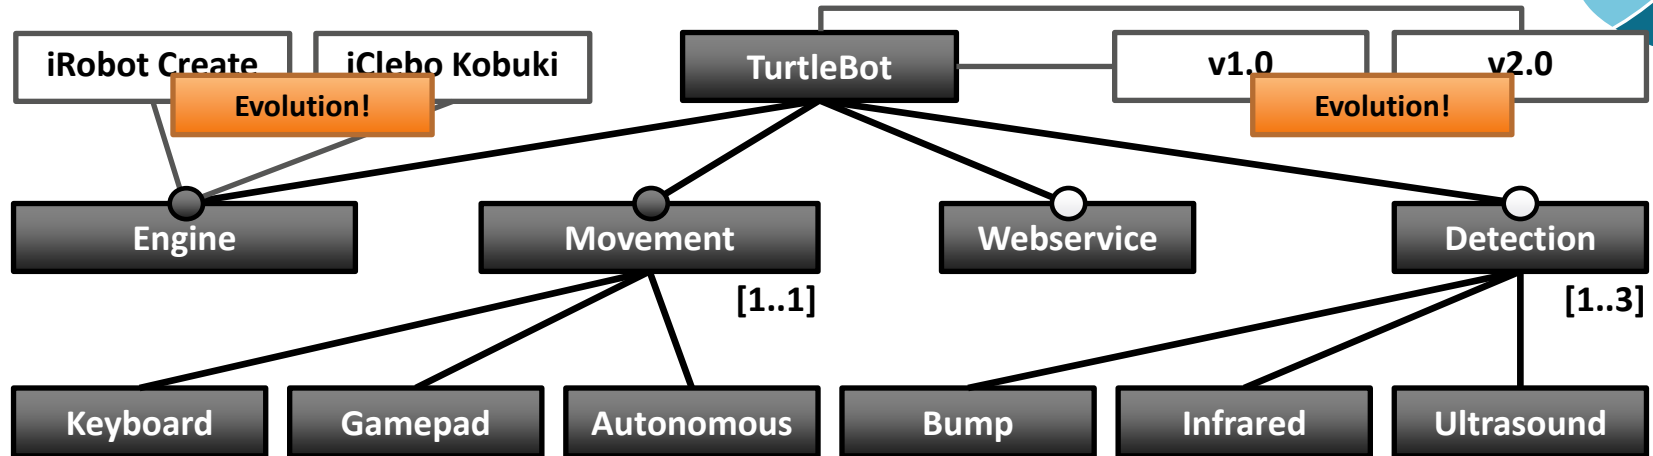 iRobot Create
iClebo Kobuki
TurtleBot
v1.0
v2.0
Evolution!
Evolution!
Engine
Movement
Webservice
Detection
[1..1]
[1..3]
Keyboard
Gamepad
Autonomous
Bump
Infrared
Ultrasound